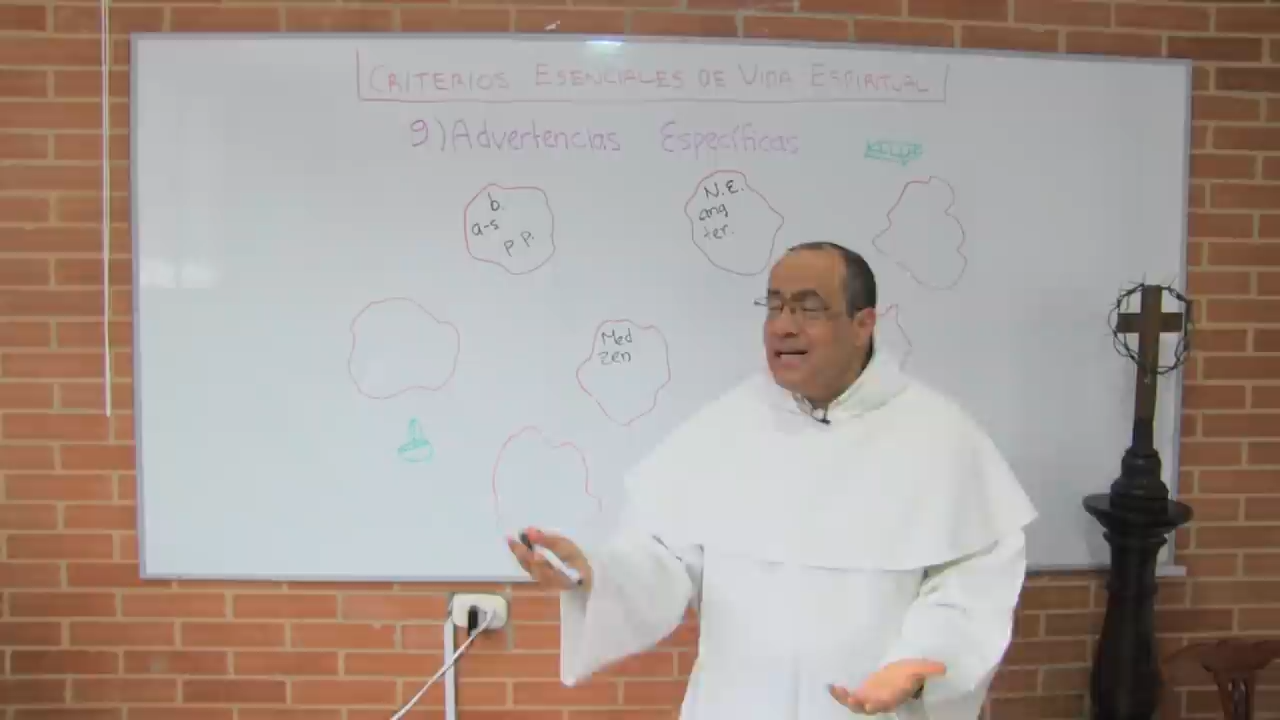 CRITERIOS ESENCIALES DE VIDA ESPIRITUAL
9) Advertencias Específicas
b.
a-s
p p.
N.E.
ang
ter.
Med
zen